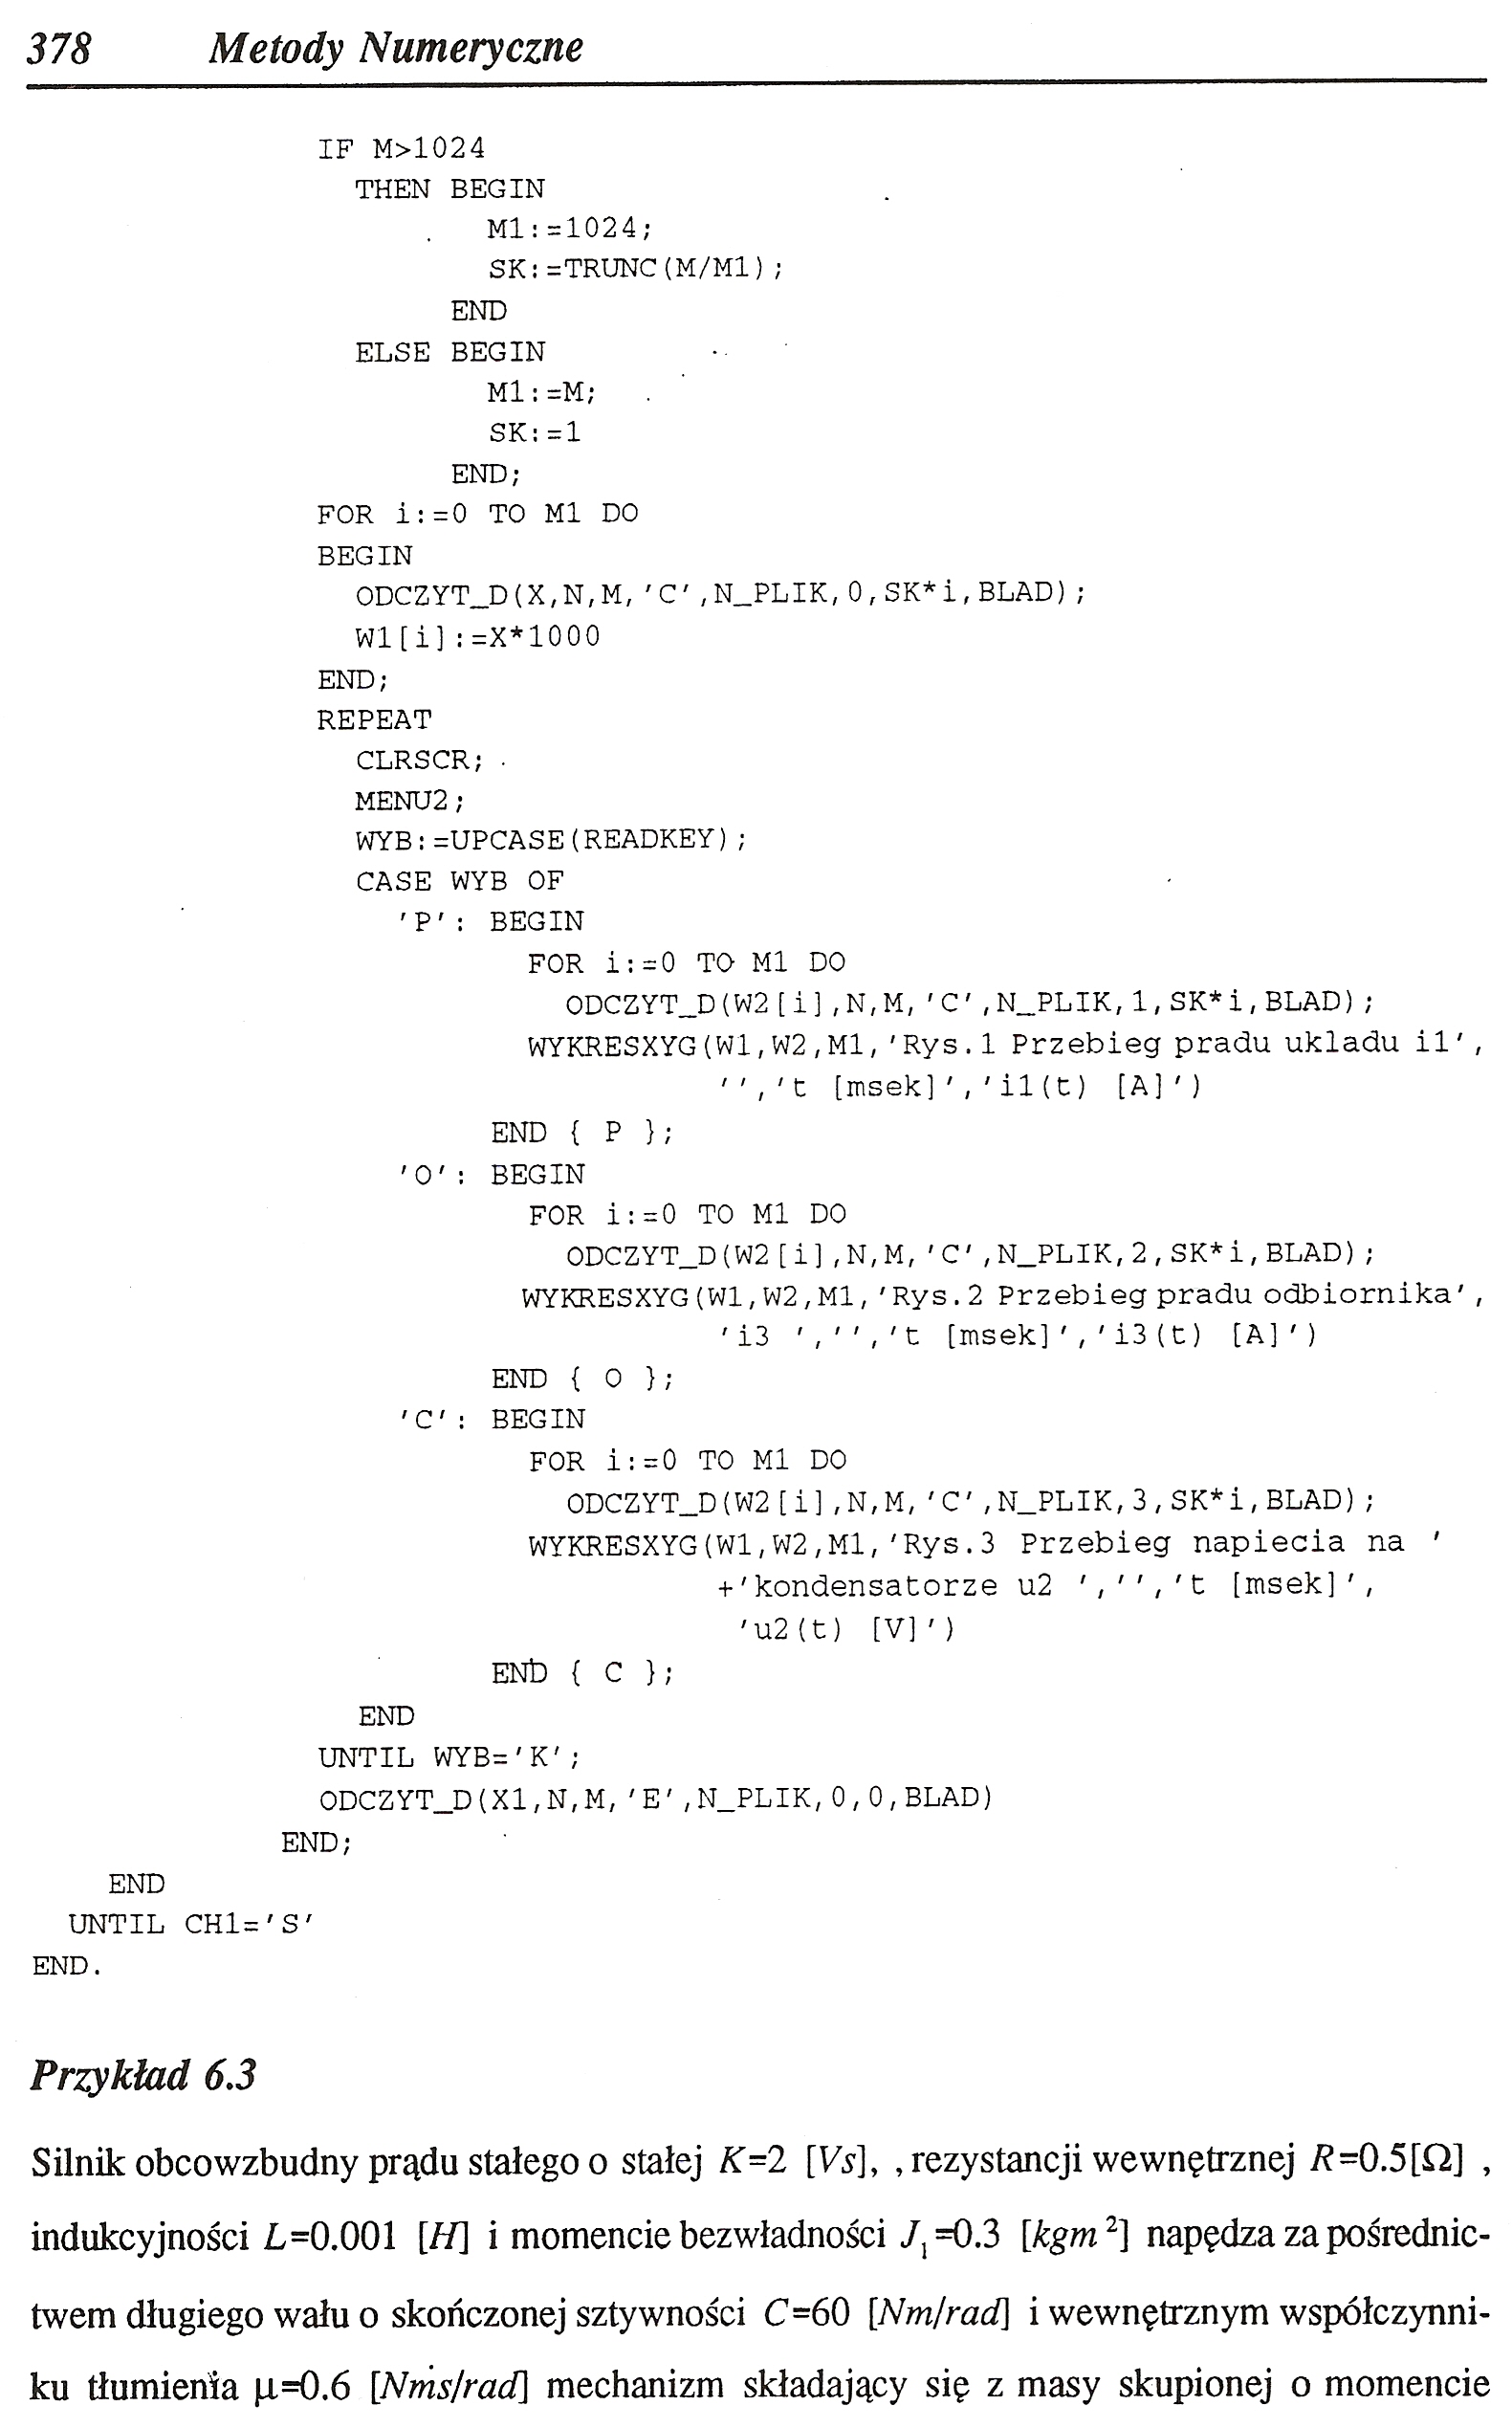 378 Metody Numeryczne
IF M>1024
THEN BEGIN
M1:=1024;
SK:=TRUNC(M/M1);
END
ELSE BEGIN
M1:=M;
SK:=1
END;
FOR i:=0 TO M1 DO
BEGIN
ODCZYT_D(X,N,M,'C',N_PLIK,0,SK*i,BLAD);
W1[i]:=X*1000
END;
REPEAT
CLRSCR;
MENU2;
WYB:=UPCASE(READKEY);
CASE WYB OF
'P': BEGIN
FOR i:=0 TO M1 DO
ODCZYT_D(W2[i],N,M,'C',N_PLIK,1,SK*i,BLAD);
WYKRESXYG(W1,W2,M1,'Rys.1 Przebieg pradu ukladu i1',
'','t [msek]','i1(t) [A]')
END { P };
'O': BEGIN
FOR i:=0 TO M1 DO
ODCZYT_D(W2[i],N,M,'C',N_PLIK,2,SK*i,BLAD);
WYKRESXYG(W1,W2,M1,'Rys.2 Przebieg pradu odbiornika',
'i3 ','','t [msek]','i3(t) [A]')
END { O };
'C': BEGIN
FOR i:=0 TO M1 DO
ODCZYT_D(W2[i],N,M,'C',N_PLIK,3,SK*i,BLAD);
WYKRESXYG(W1,W2,M1,'Rys.3 Przebieg napiecia na '
+'kondensatorze u2 ','','t [msek]',
'u2(t) [V]')
END { C };
END
UNTIL WYB='K';
ODCZYT_D(X1,N,M,'E',N_PLIK,0,0,BLAD)
END;
END
UNTIL CH1='S'
END.
Przykład 6.3
Silnik obcowzbudny prądu stałego o stałej K=2 [Vs], , rezystancji wewnętrznej R=0.5[Ω] ,
indukcyjności L=0.001 [H] i momencie bezwładności J₁=0.3 [kgm²] napędza za pośrednic-
twem długiego wału o skończonej sztywności C=60 [Nm/rad] i wewnętrznym współczynni-
ku tłumienia μ=0.6 [Nms/rad] mechanizm składający się z masy skupionej o momencie